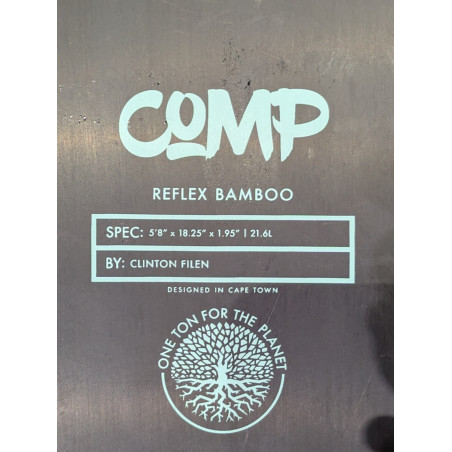 COMP
REFLEX BAMBOO
SPEC: 5'8" x 18.25" x 1.95" | 21.6L
BY: CLINTON FILEN
DESIGNED IN CAPE TOWN
ONE TON FOR THE PLANET